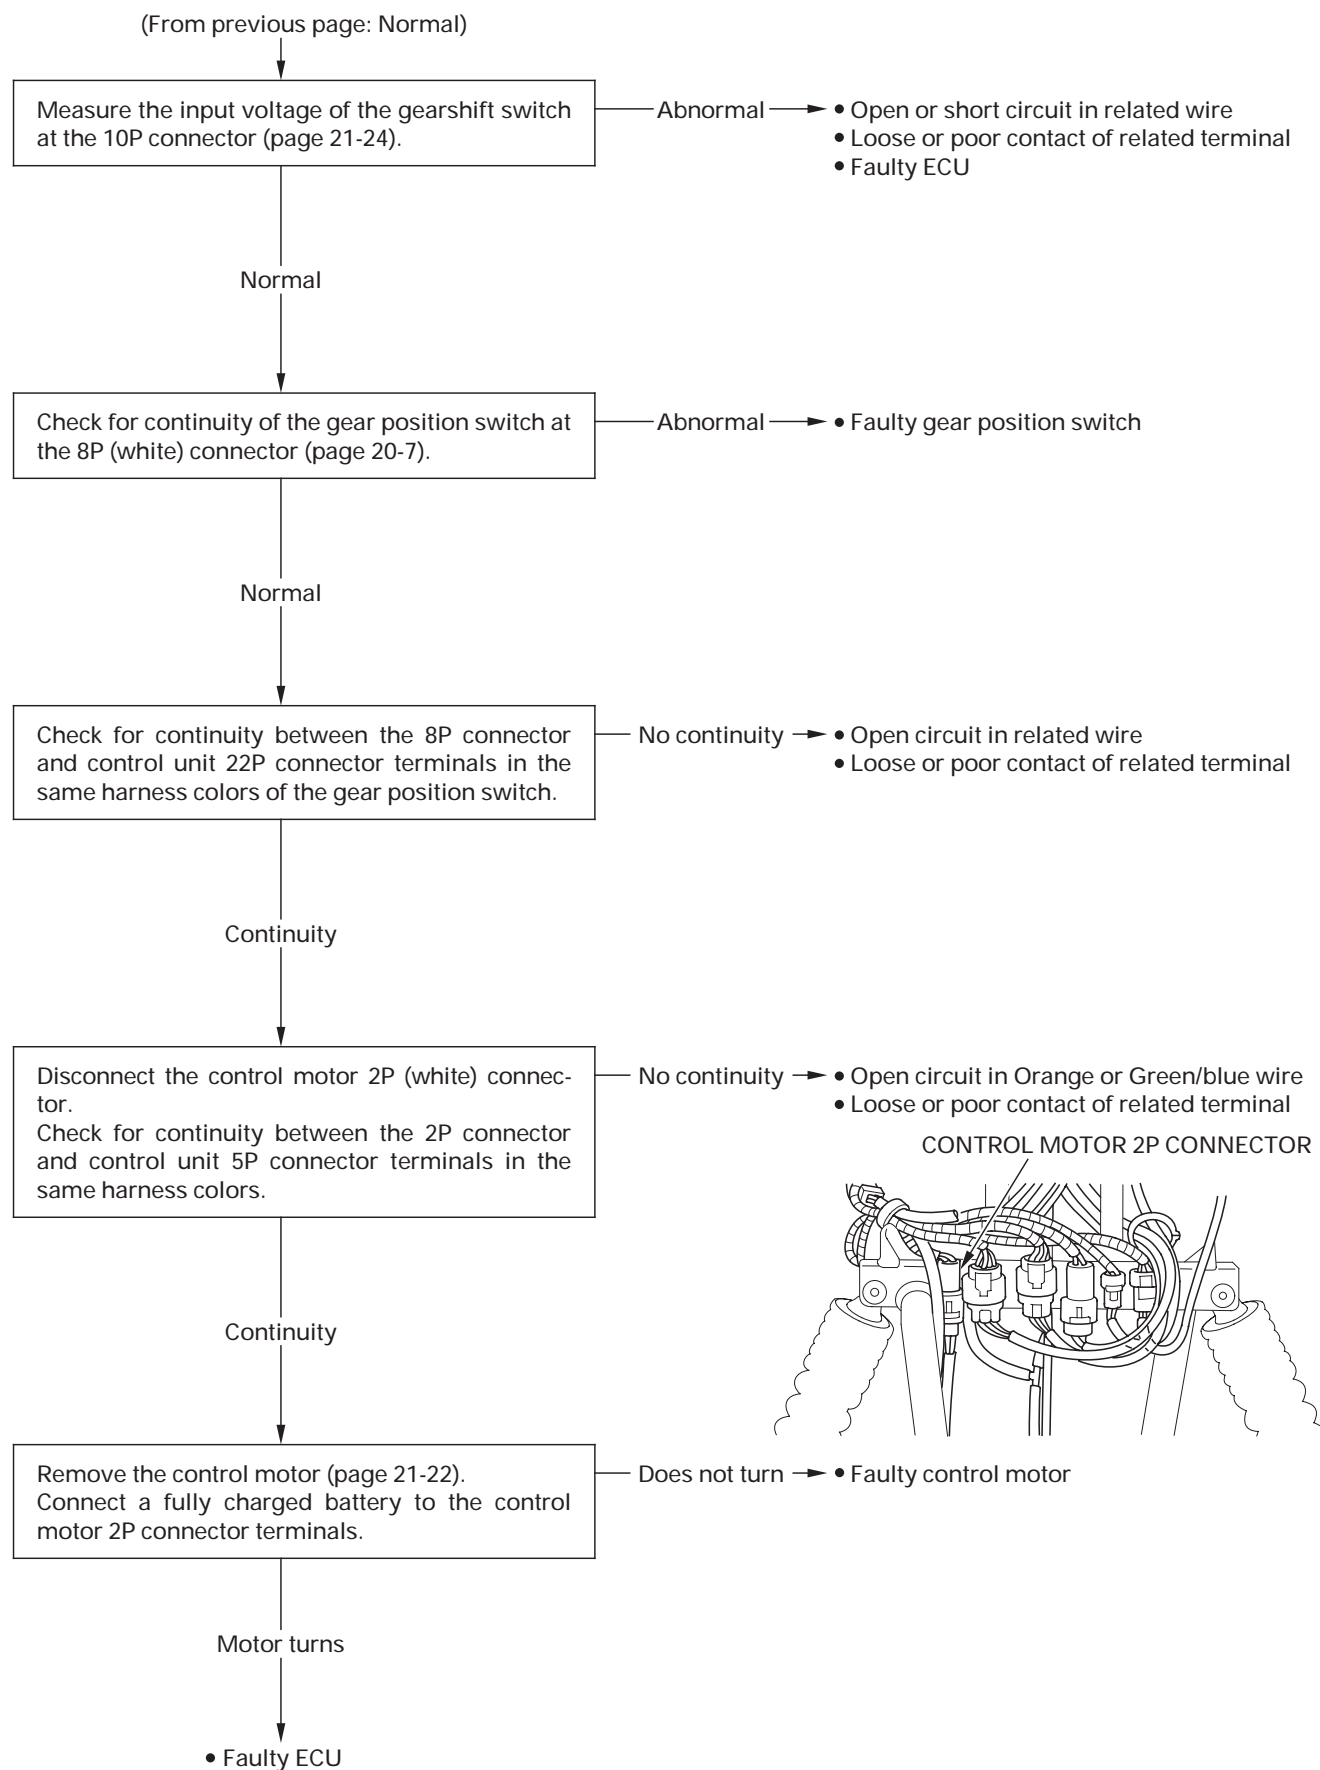 (From previous page: Normal)
Measure the input voltage of the gearshift switch
at the 10P connector (page 21-24).
Abnormal
• Open or short circuit in related wire
• Loose or poor contact of related terminal
• Faulty ECU
Normal
Check for continuity of the gear position switch at
the 8P (white) connector (page 20-7).
Abnormal
• Faulty gear position switch
Normal
Check for continuity between the 8P connector
and control unit 22P connector terminals in the
same harness colors of the gear position switch.
No continuity
• Open circuit in related wire
• Loose or poor contact of related terminal
Continuity
Disconnect the control motor 2P (white) connec-
tor.
Check for continuity between the 2P connector
and control unit 5P connector terminals in the
same harness colors.
No continuity
• Open circuit in Orange or Green/blue wire
• Loose or poor contact of related terminal
CONTROL MOTOR 2P CONNECTOR
Continuity
Remove the control motor (page 21-22).
Connect a fully charged battery to the control
motor 2P connector terminals.
Does not turn
• Faulty control motor
Motor turns
• Faulty ECU